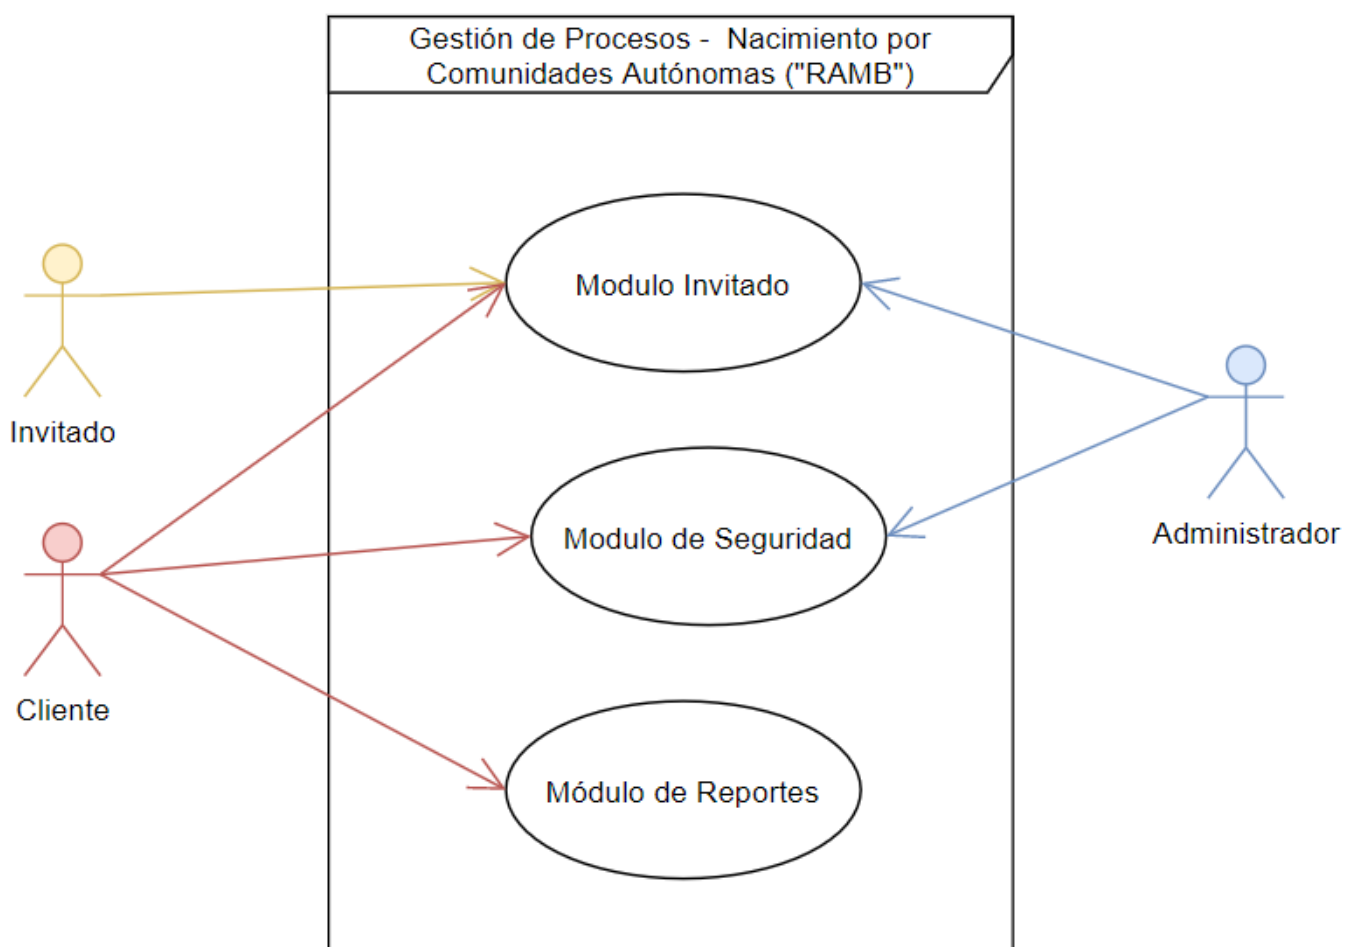 Gestión de Procesos -  Nacimiento por
Comunidades Autónomas ("RAMB")
Modulo Invitado
Invitado
Modulo de Seguridad
Administrador
Cliente
Módulo de Reportes